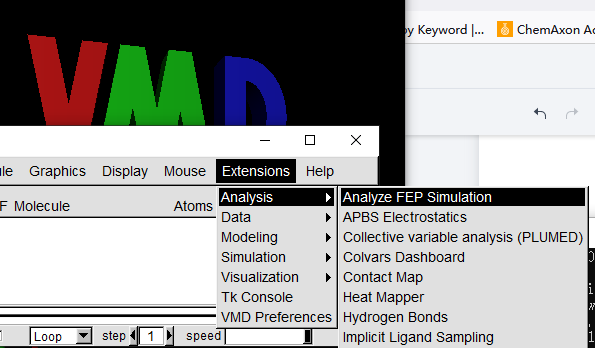 VMD
by Keyword |...
ChemAxon Ac
Graphics Display Mouse Extensions Help
F Molecule Atoms
Analysis
Data
Modeling
Simulation
Visualization
Tk Console
VMD Preferences
Analyze FEP Simulation
APBS Electrostatics
Collective variable analysis (PLUMED)
Colvars Dashboard
Contact Map
Heat Mapper
Hydrogen Bonds
Implicit Ligand Sampling
Loop step 1 speed